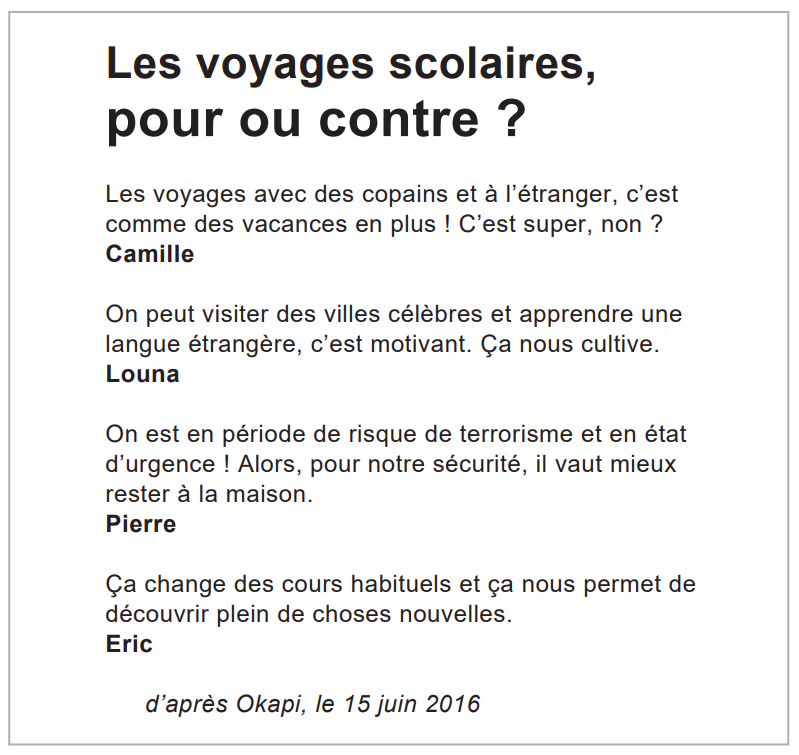 Les voyages scolaires,
pour ou contre ?
Les voyages avec des copains et à l’étranger, c’est
comme des vacances en plus ! C’est super, non ?
Camille
On peut visiter des villes célèbres et apprendre une
langue étrangère, c’est motivant. Ça nous cultive.
Louna
On est en période de risque de terrorisme et en état
d’urgence ! Alors, pour notre sécurité, il vaut mieux
rester à la maison.
Pierre
Ça change des cours habituels et ça nous permet de
découvrir plein de choses nouvelles.
Eric
d’après Okapi, le 15 juin 2016